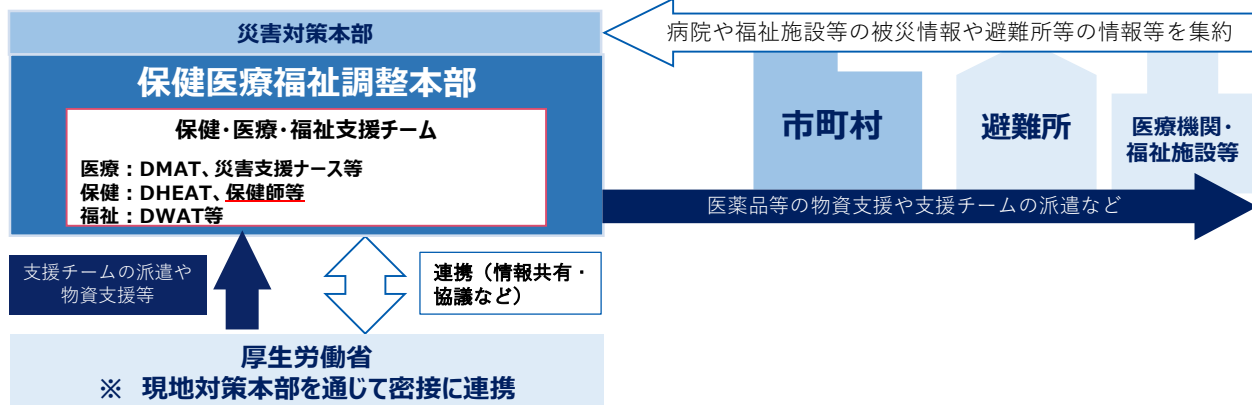 災害対策本部
病院や福祉施設等の被災情報や避難所等の情報等を集約
保健医療福祉調整本部
保健・医療・福祉支援チーム
医療：DMAT、災害支援ナース等
保健：DHEAT、保健師等
福祉：DWAT等
市町村
避難所
医療機関・
福祉施設等
医薬品等の物資支援や支援チームの派遣など
支援チームの派遣や
物資支援等
連携（情報共有・
協議など）
厚生労働省
※ 現地対策本部を通じて密接に連携